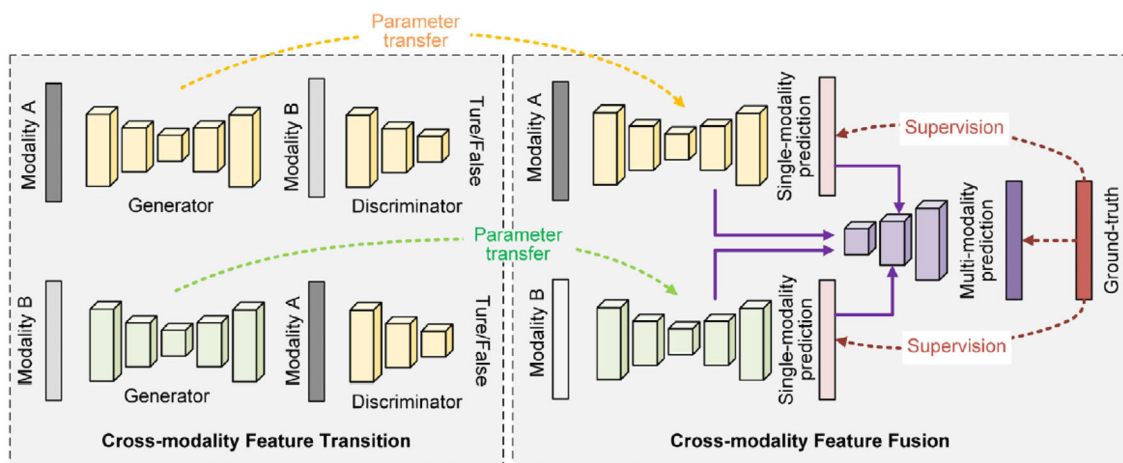 Parameter
transfer
Modality A
Generator
Modality B
Discriminator
Ture/False
Modality B
Generator
Modality A
Discriminator
Ture/False
Cross-modality Feature Transition
Parameter
transfer
Modality A
Single-modality
prediction
Supervision
Multi-modality
prediction
Ground-truth
Modality B
Single-modality
prediction
Supervision
Cross-modality Feature Fusion